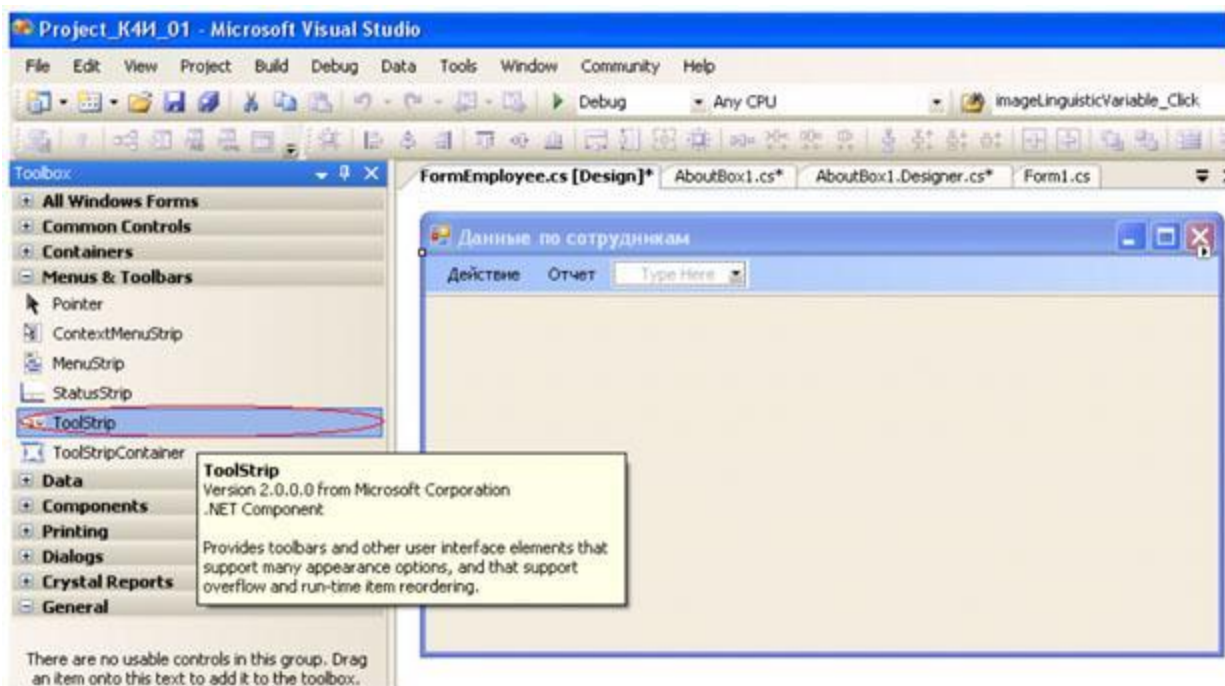 Project_К4И_01 - Microsoft Visual Studio
File Edit View Project Build Debug Data Tools Window Community Help
Debug Any CPU imageLinguisticVariable_Click
Toolbox
FormEmployee.cs [Design]* AboutBox1.cs* AboutBox1.Designer.cs* Form1.cs
All Windows Forms
Common Controls
Containers
Menus & Toolbars
Pointer
ContextMenuStrip
MenuStrip
StatusStrip
ToolStrip
ToolStripContainer
Data
Components
Printing
Dialogs
Crystal Reports
General
There are no usable controls in this group. Drag
an item onto this text to add it to the toolbox.
ToolStrip
Version 2.0.0.0 from Microsoft Corporation
.NET Component
Provides toolbars and other user interface elements that
support many appearance options, and that support
overflow and run-time item reordering.
Данные по сотрудникам
Действие Отчет Type Here